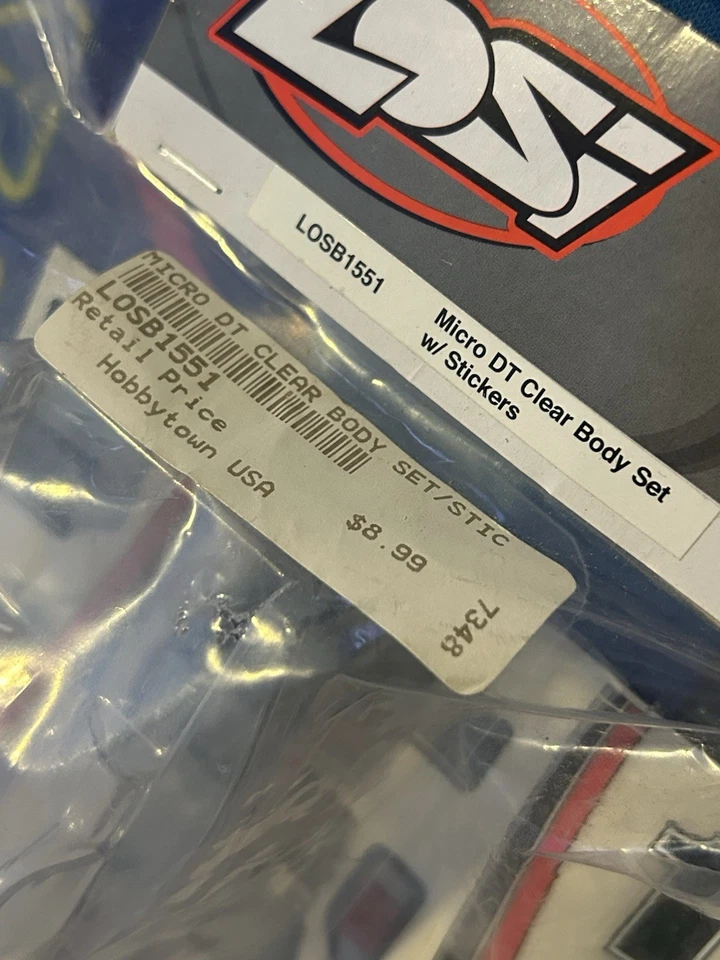 LOSi
LOSB1551
Micro DT Clear Body Set
w/ Stickers
MICRO DT CLEAR BODY SET/STIC
LOSB1551
Retail Price
Hobbytown USA
$8.99
7348